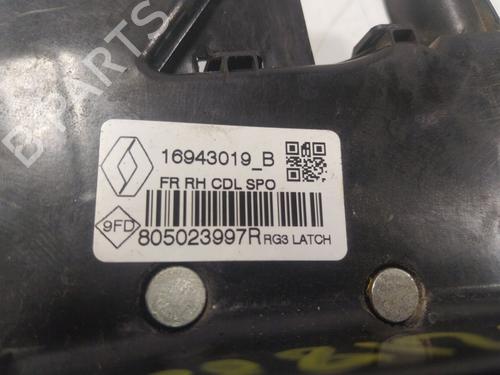 16943019_B
FR RH CDL SPO
9FD
805023997R RG3 LATCH
B-PARTS